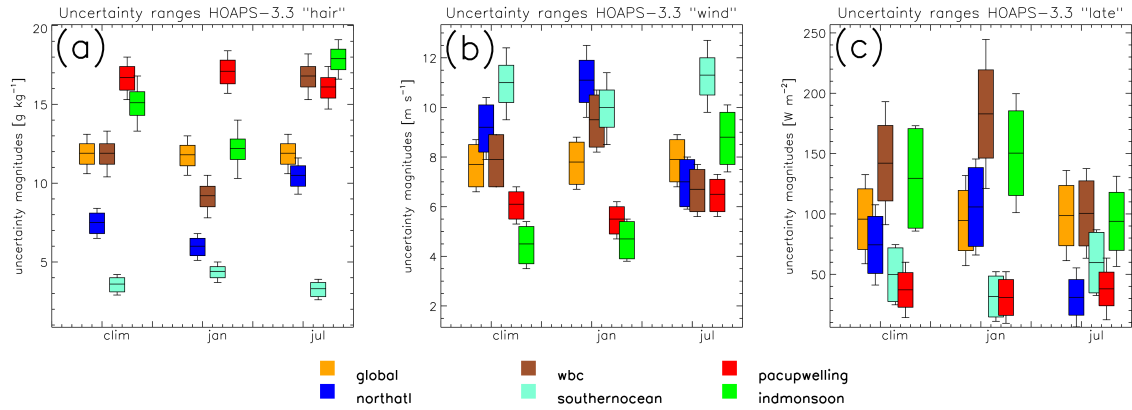 Uncertainty ranges HOAPS-3.3 "hair"
(a)
uncertainty magnitudes [g kg⁻¹]
20
15
10
5
clim
jan
jul
Uncertainty ranges HOAPS-3.3 "wind"
(b)
uncertainty magnitudes [m s⁻¹]
12
10
8
6
4
2
clim
jan
jul
Uncertainty ranges HOAPS-3.3 "late"
(c)
uncertainty magnitudes [W m⁻²]
250
200
150
100
50
clim
jan
jul
global
wbc
pacupwelling
northatl
southernocean
indmonsoon